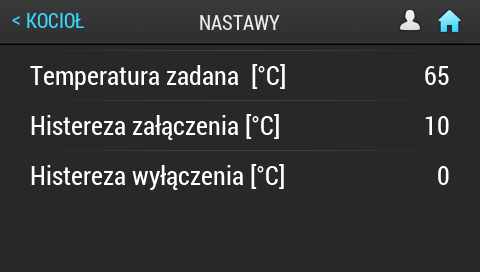 < KOCIOŁ NASTAWY
Temperatura zadana [°C] 65
Histereza załączenia [°C] 10
Histereza wyłączenia [°C] 0